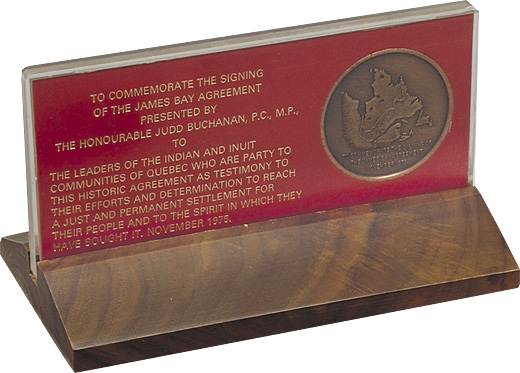 TO COMMEMORATE THE SIGNING
OF THE JAMES BAY AGREEMENT
PRESENTED BY
THE HONOURABLE JUDD BUCHANAN, P.C., M.P.,
TO
THE LEADERS OF THE INDIAN AND INUIT
COMMUNITIES OF QUEBEC WHO ARE PARTY TO
THIS HISTORIC AGREEMENT AS TESTIMONY TO
THEIR EFFORTS AND DETERMINATION TO REACH
A JUST AND PERMANENT SETTLEMENT FOR
THEIR PEOPLE AND TO THE SPIRIT IN WHICH THEY
HAVE SOUGHT IT. NOVEMBER 1975.